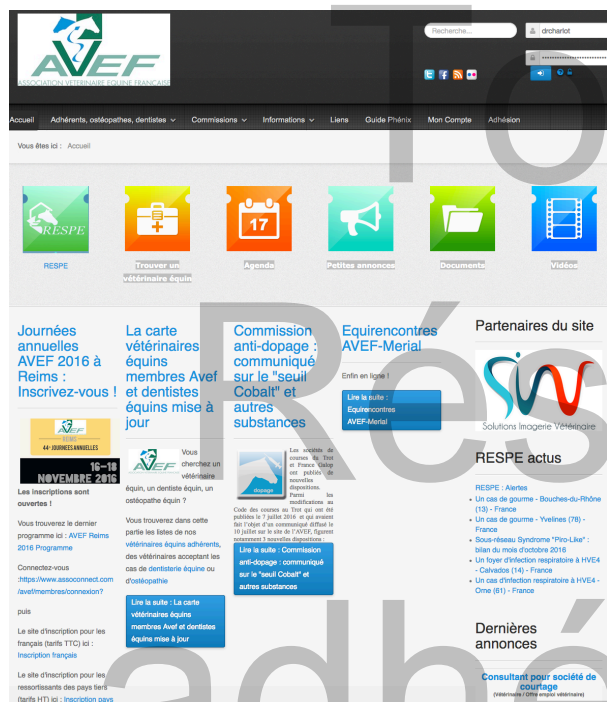 AVEF
ASSOCIATION VETERINAIRE EQUINE FRANCAISE
Recherche...
drcharlot
Accueil
Adhérents, ostéopathes, dentistes
Commissions
Informations
Liens
Guide Phénix
Mon Compte
Adhésion
Vous êtes ici : Accueil
RESPE
RESPE
Trouver un
vétérinaire équin
17
Agenda
Petites annonces
Documents
Vidéos
Journées
annuelles
AVEF 2016 à
Reims :
Inscrivez-vous !
AVEF
REIMS
44e JOURNEES ANNUELLES
16-18
NOVEMBRE 2016
Les inscriptions sont
ouvertes !
Vous trouverez le dernier
programme ici : AVEF Reims
2016 Programme
Connectez-vous
:https://www.assoconnect.com
/avef/membres/connexion?
puis
Le site d'inscription pour les
français (tarifs TTC) ici :
Inscription français
Le site d'inscription pour les
ressortissants des pays tiers
(tarifs HT) ici : Inscription pays
La carte
vétérinaires
équins
membres Avef
et dentistes
équins mise à
jour
AVEF
Vous
cherchez un
vétérinaire
équin, un dentiste équin, un
ostéopathe équin ?
Vous trouverez dans cette
partie les listes de nos
vétérinaires équins adhérents,
des vétérinaires acceptant les
cas de dentisterie équine ou
d'ostéopathie
Lire la suite : La carte
vétérinaires équins
membres Avef et dentistes
équins mise à jour
Commission
anti-dopage :
communiqué
sur le "seuil
Cobalt" et
autres
substances
dopage
Les sociétés de
courses du Trot
et France Galop
ont publiés de
nouvelles
dispositions.
Parmi les
modifications au
Code des courses au Trot qui ont été
publiées le 7 juillet 2016 et qui avaient
fait l'objet d'un communiqué diffusé le
10 juillet sur le site de l'AVEF, figurent
notamment 3 nouvelles dispositions :
Lire la suite : Commission
anti-dopage : communiqué
sur le "seuil Cobalt" et
autres substances
Equirencontres
AVEF-Merial
Enfin en ligne !
Lire la suite :
Equirencontres
AVEF-Merial
Partenaires du site
Solutions Imagerie Vétérinaire
RESPE actus
RESPE : Alertes
Un cas de gourme - Bouches-du-Rhône
(13) - France
Un cas de gourme - Yvelines (78) -
France
Sous-réseau Syndrome "Piro-Like" :
bilan du mois d'octobre 2016
Un foyer d'infection respiratoire à HVE4
- Calvados (14) - France
Un cas d'infection respiratoire à HVE4 -
Orne (61) - France
Dernières
annonces
Consultant pour société de
courtage
(Vétérinaire / Offre emploi vétérinaire)
To
Rés
adhé